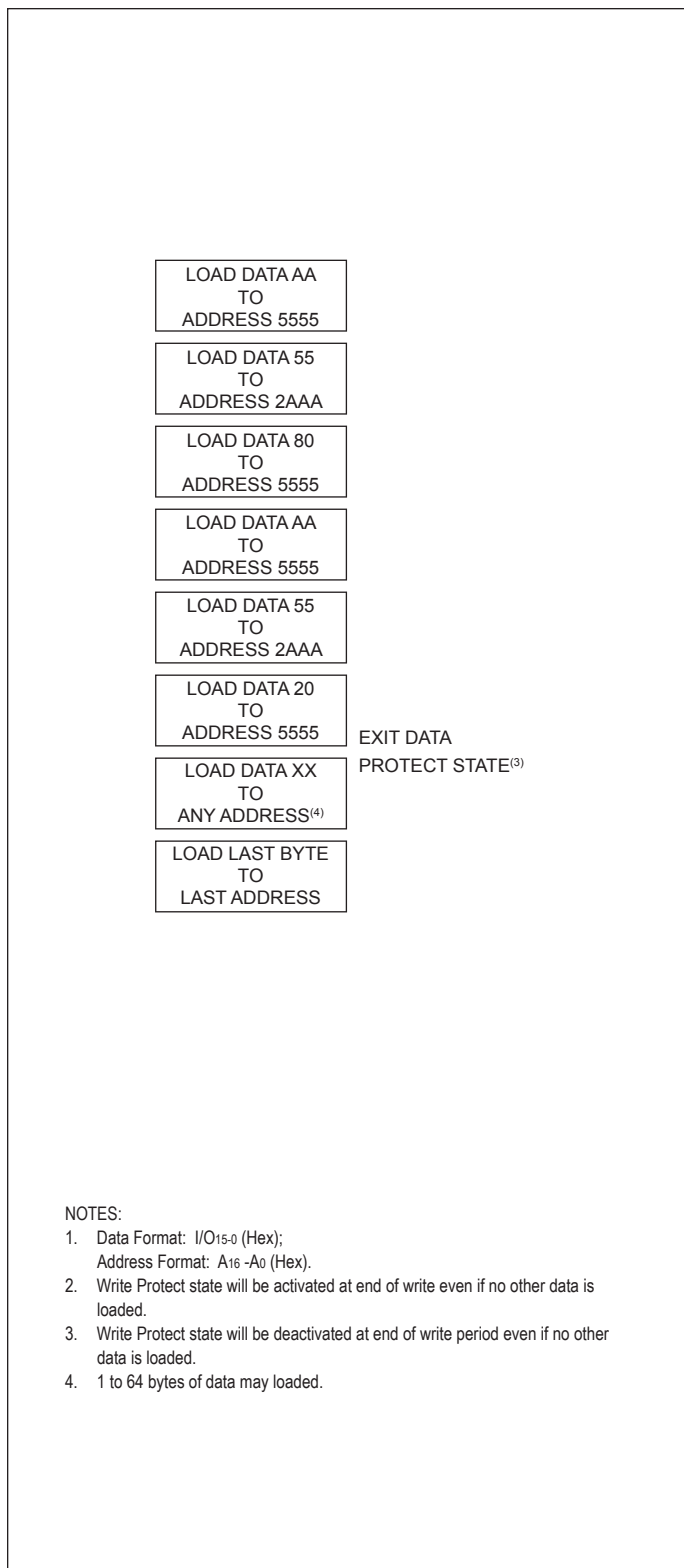 LOAD DATA AA
TO
ADDRESS 5555
LOAD DATA 55
TO
ADDRESS 2AAA
LOAD DATA 80
TO
ADDRESS 5555
LOAD DATA AA
TO
ADDRESS 5555
LOAD DATA 55
TO
ADDRESS 2AAA
LOAD DATA 20
TO
ADDRESS 5555
EXIT DATA
PROTECT STATE(3)
LOAD DATA XX
TO
ANY ADDRESS(4)
LOAD LAST BYTE
TO
LAST ADDRESS
NOTES:
1. Data Format: I/O15-0 (Hex);
Address Format: A16 -A0 (Hex).
2. Write Protect state will be activated at end of write even if no other data is
loaded.
3. Write Protect state will be deactivated at end of write period even if no other
data is loaded.
4. 1 to 64 bytes of data may loaded.